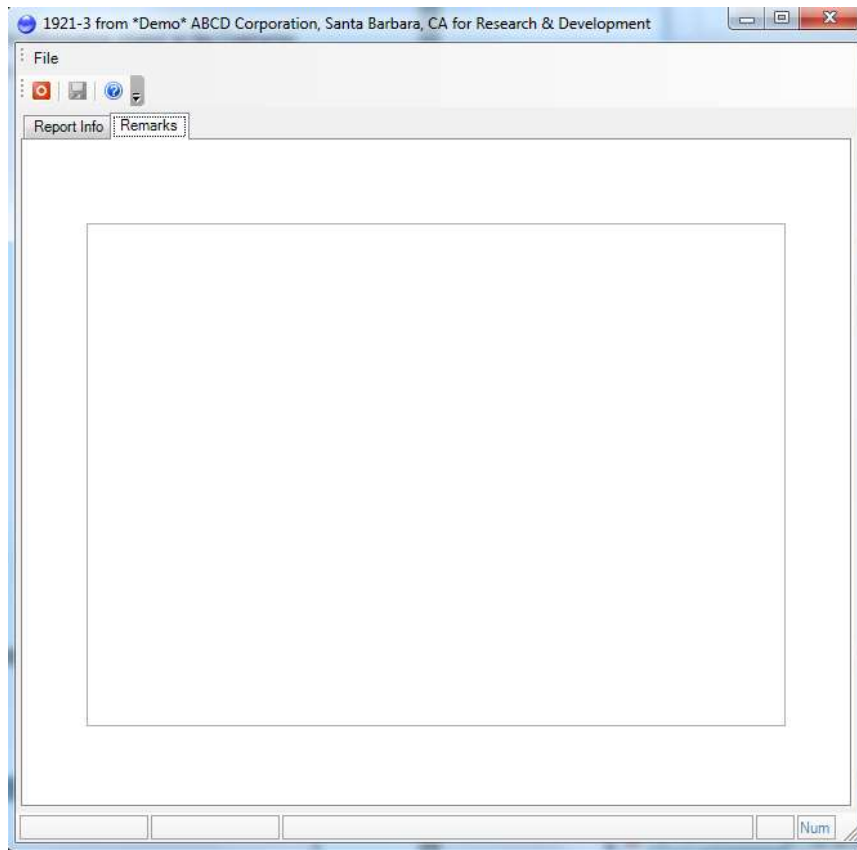 1921-3 from *Demo* ABCD Corporation, Santa Barbara, CA for Research & Development
File
Report Info Remarks
Num